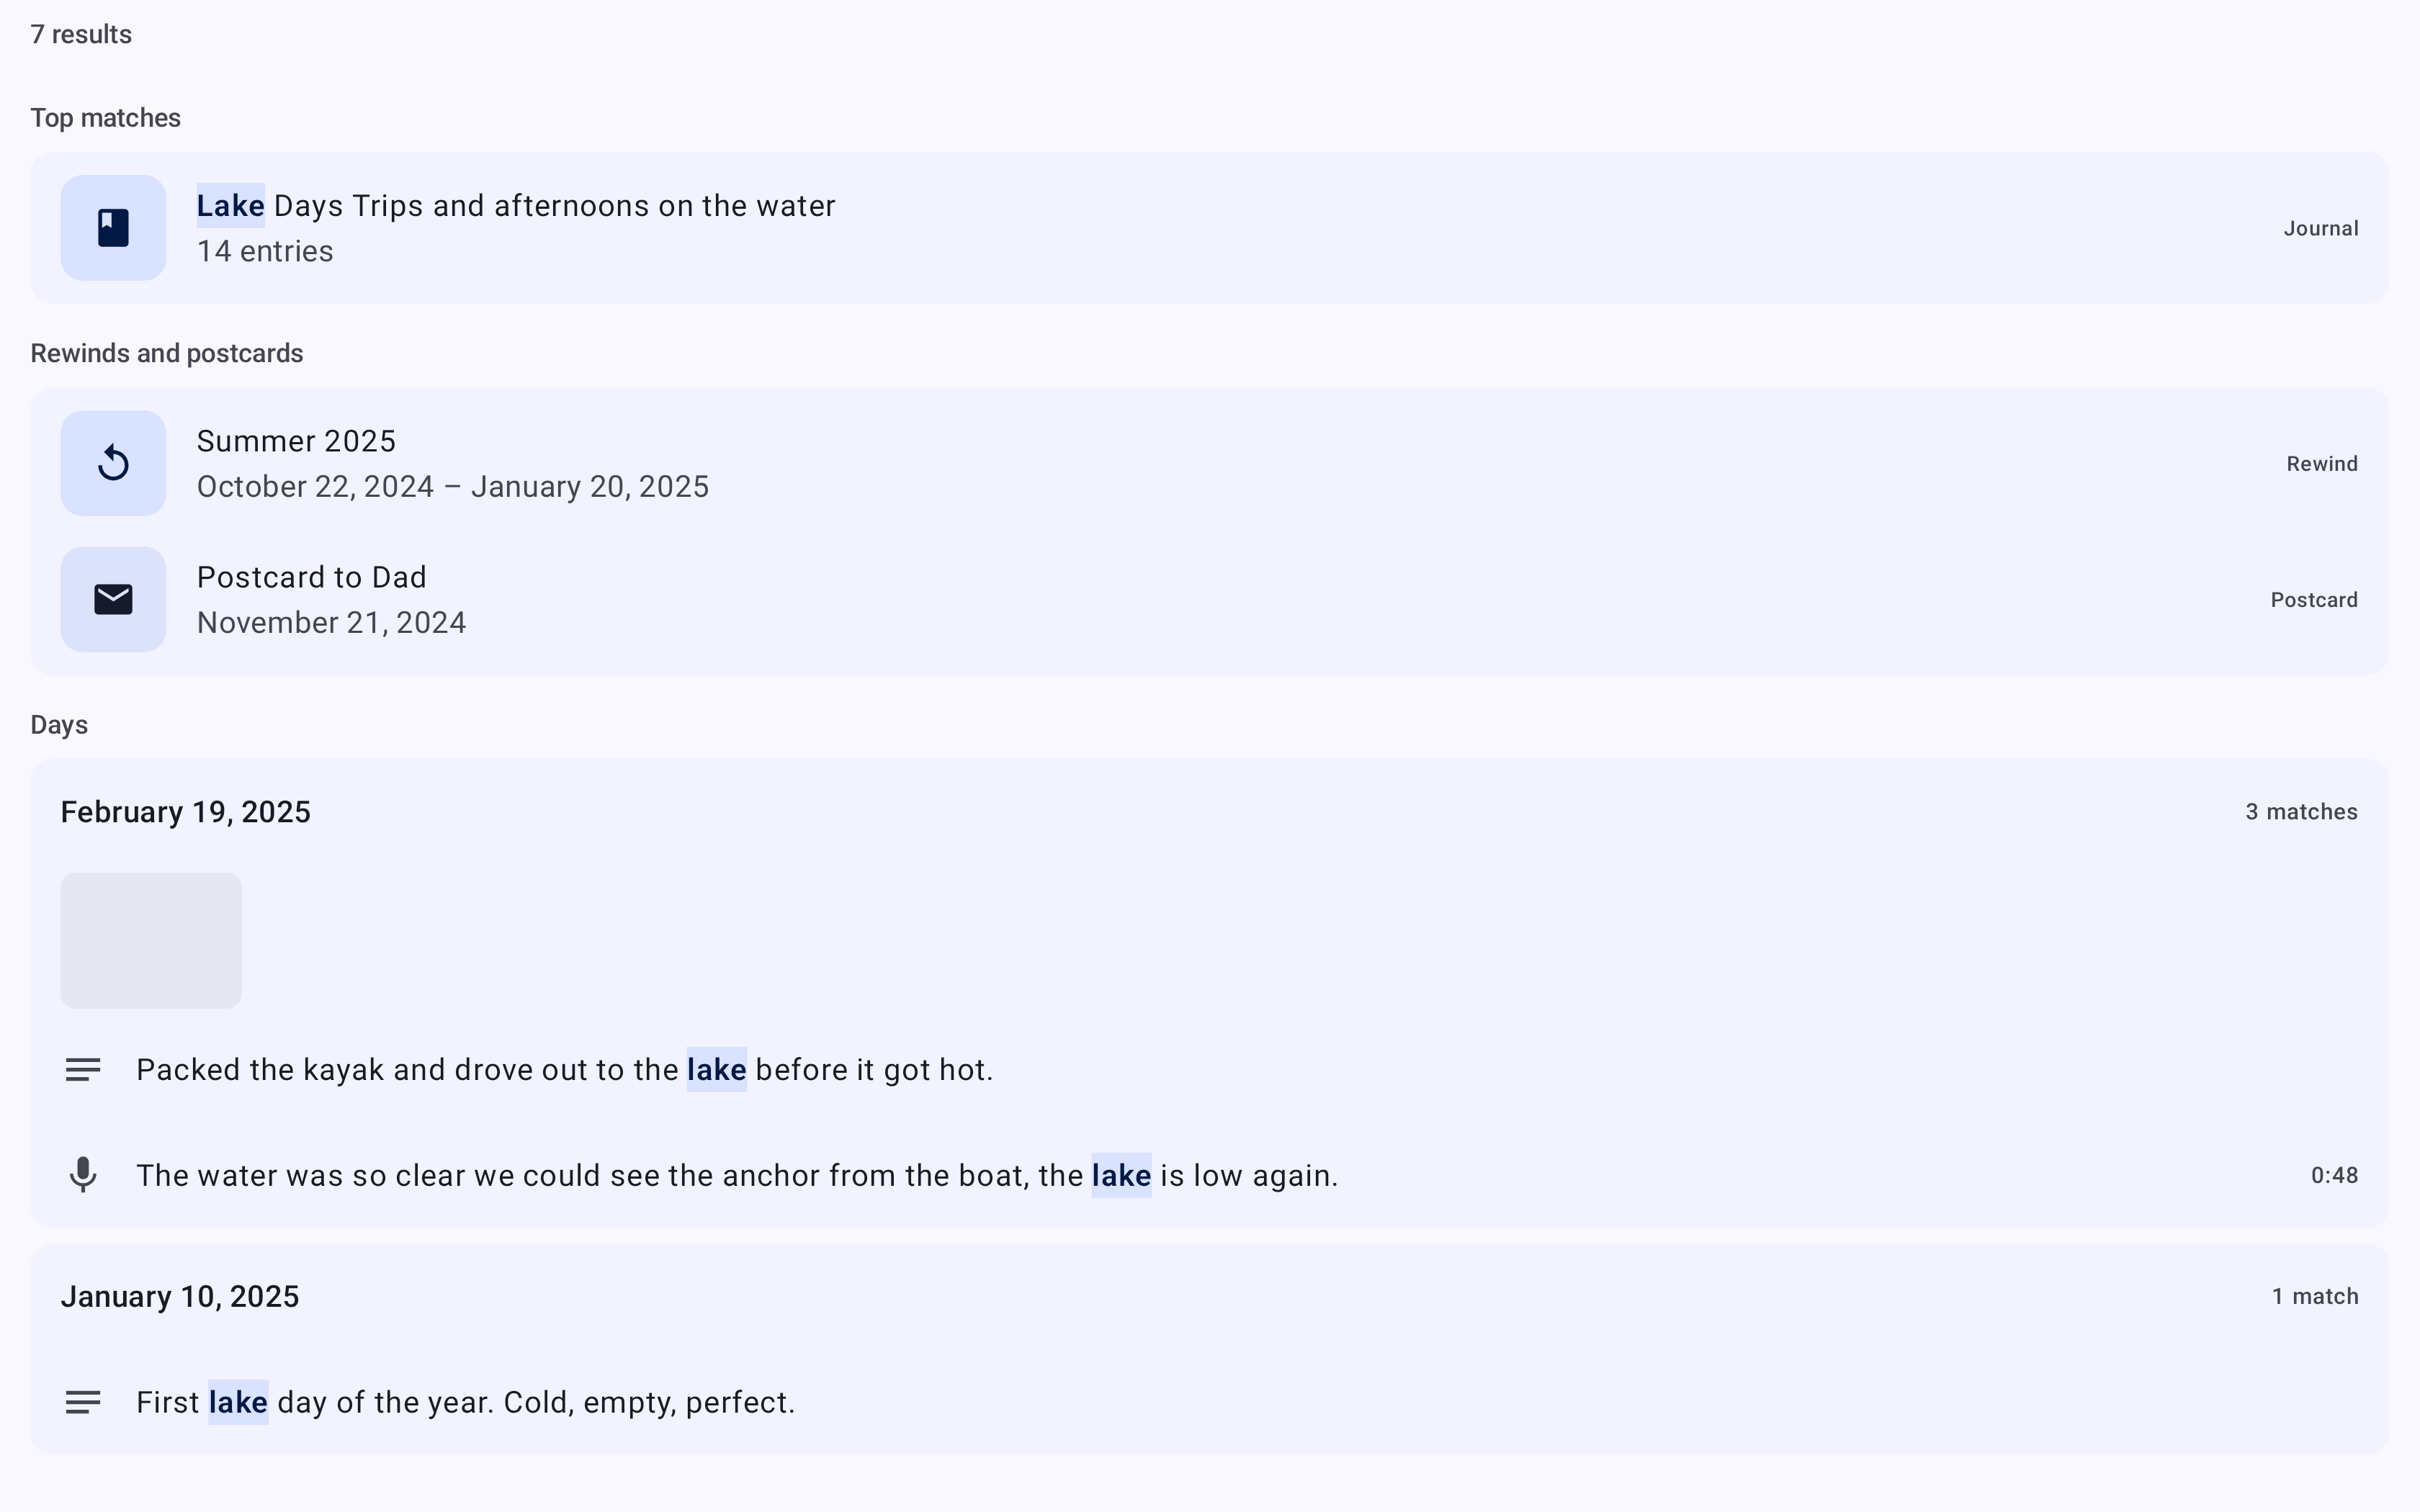 7 results
Top matches
Lake Days Trips and afternoons on the water
14 entries
Journal
Rewinds and postcards
Summer 2025
October 22, 2024 – January 20, 2025
Rewind
Postcard to Dad
November 21, 2024
Postcard
Days
February 19, 2025
3 matches
Packed the kayak and drove out to the lake before it got hot.
The water was so clear we could see the anchor from the boat, the lake is low again.
0:48
January 10, 2025
1 match
First lake day of the year. Cold, empty, perfect.